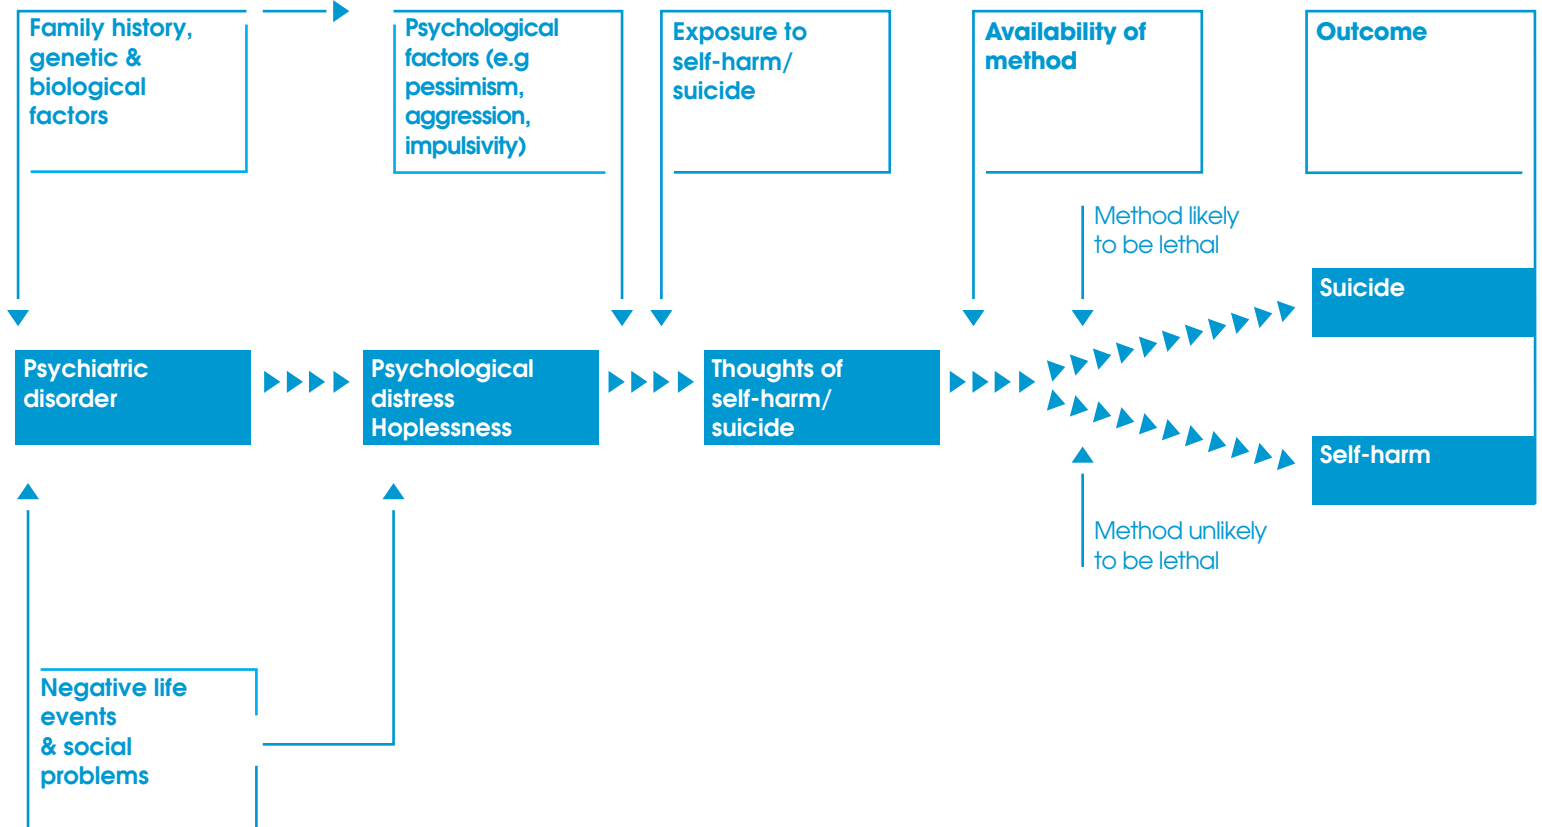 Family history,
genetic &
biological
factors
Psychological
factors (e.g
pessimism,
aggression,
impulsivity)
Exposure to
self-harm/
suicide
Availability of
method
Outcome
Method likely
to be lethal
Suicide
Psychiatric
disorder
Psychological
distress
Hoplessness
Thoughts of
self-harm/
suicide
Self-harm
Method unlikely
to be lethal
Negative life
events
& social
problems